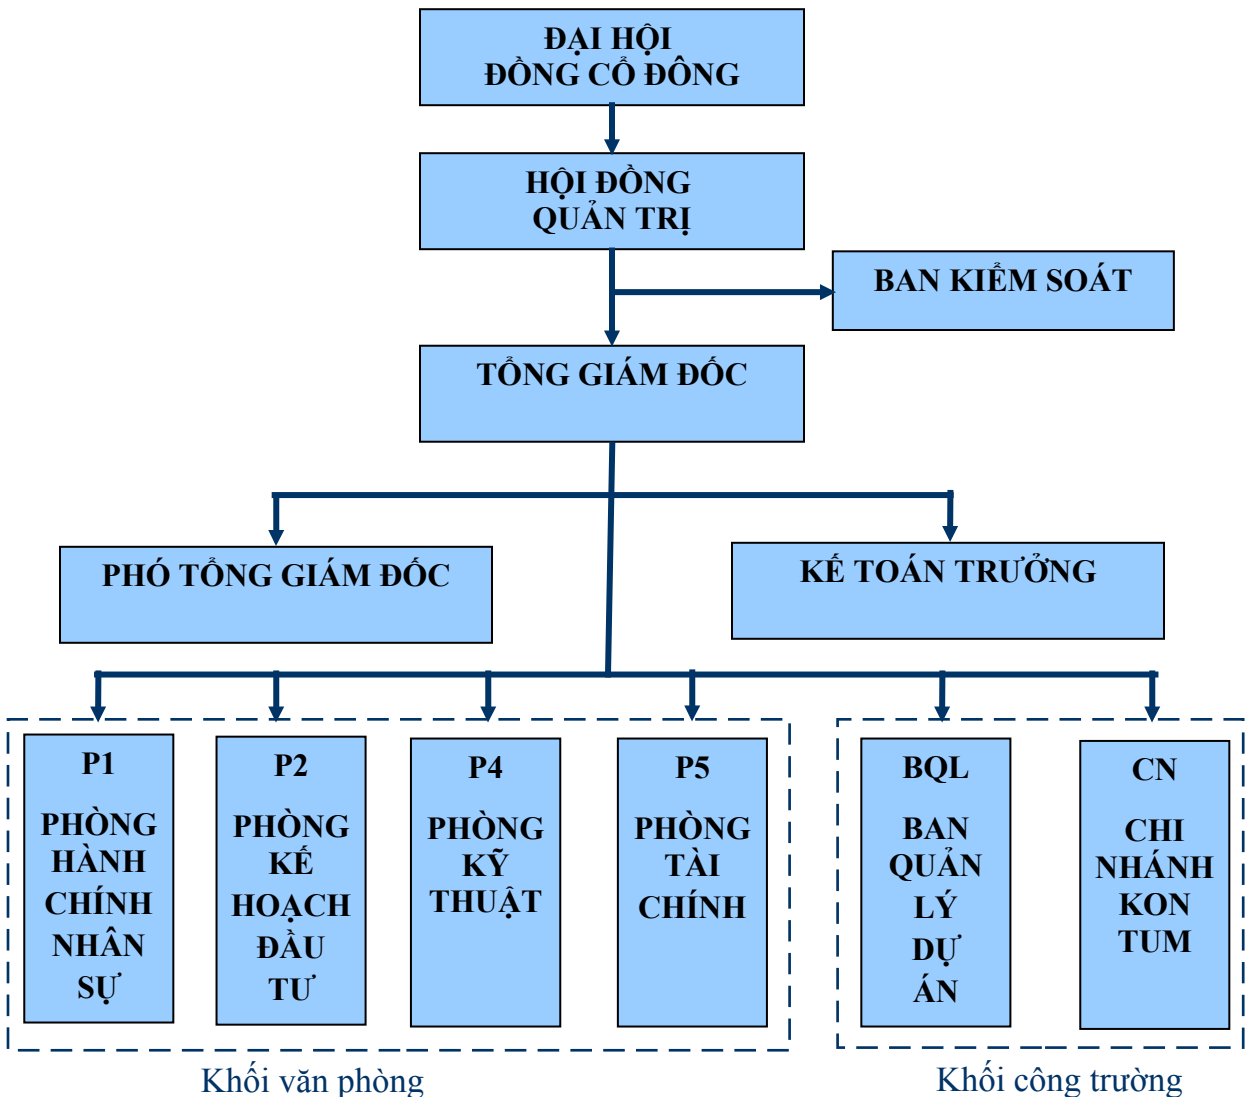 ĐẠI HỘI
ĐỒNG CỔ ĐÔNG
HỘI ĐỒNG
QUẢN TRỊ
BAN KIỂM SOÁT
TỔNG GIÁM ĐỐC
PHÓ TỔNG GIÁM ĐỐC
KẾ TOÁN TRƯỞNG
P1
PHÒNG
HÀNH
CHÍNH
NHÂN
SỰ
P2
PHÒNG
KẾ
HOẠCH
ĐẦU
TƯ
P4
PHÒNG
KỸ
THUẬT
P5
PHÒNG
TÀI
CHÍNH
BQL
BAN
QUẢN
LÝ
DỰ
ÁN
CN
CHI
NHÁNH
KON
TUM
Khối văn phòng
Khối công trường